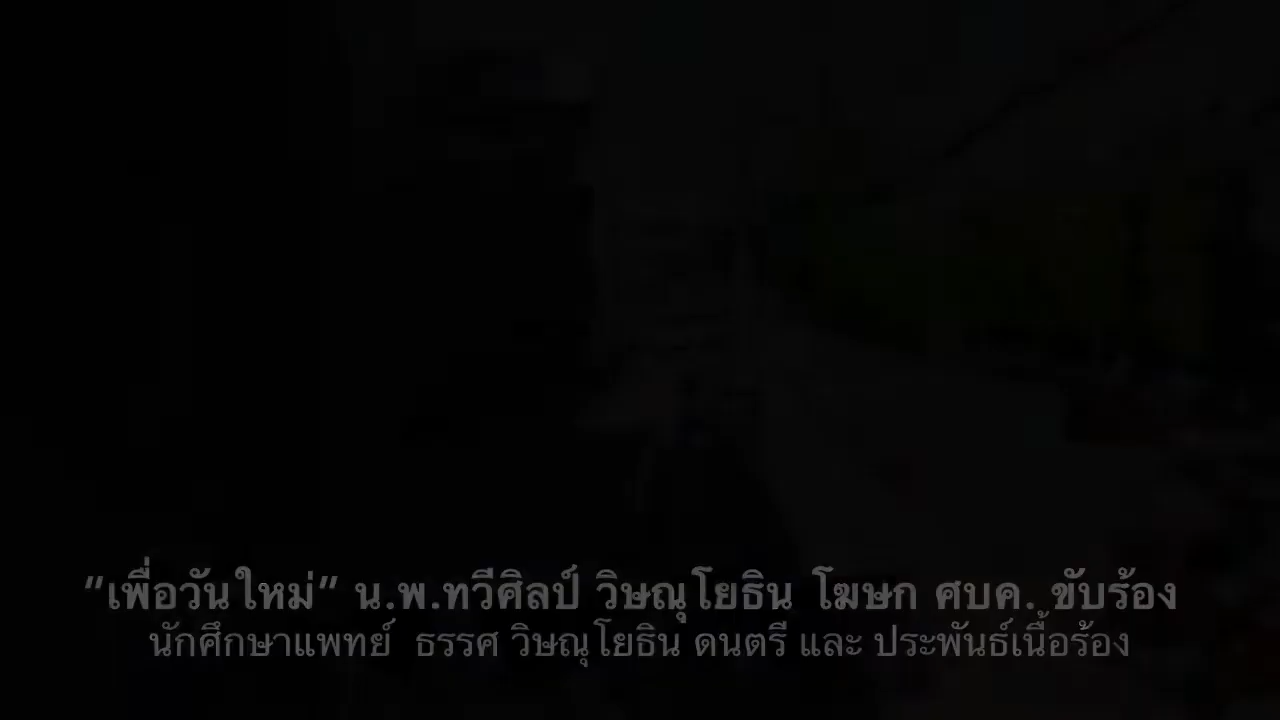 “เพื่อวันใหม่” น.พ.ทวีศิลป์ วิษณุโยธิน โฆษก ศบค. ขับร้อง
นักศึกษาแพทย์ ธรรศ วิษณุโยธิน ดนตรี และ ประพันธ์เนื้อร้อง